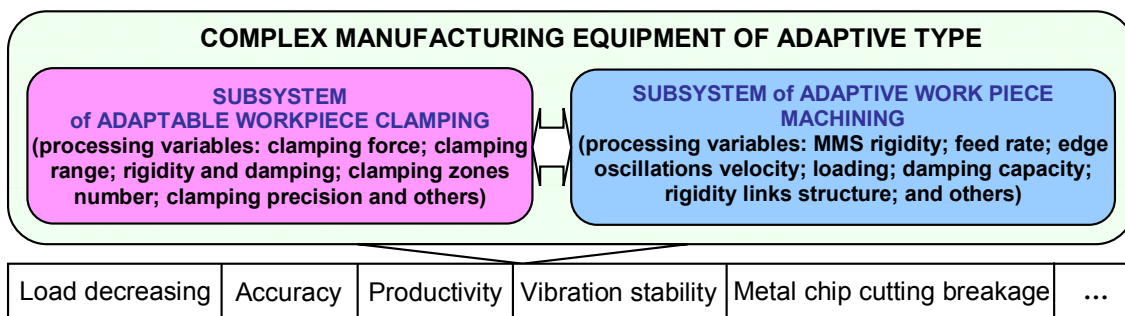 COMPLEX MANUFACTURING EQUIPMENT OF ADAPTIVE TYPE
SUBSYSTEM
of ADAPTABLE WORKPIECE CLAMPING
(processing variables: clamping force; clamping
range; rigidity and damping; clamping zones
number; clamping precision and others)
SUBSYSTEM of ADAPTIVE WORK PIECE
MACHINING
(processing variables: MMS rigidity; feed rate; edge
oscillations velocity; loading; damping capacity;
rigidity links structure; and others)
Load decreasing Accuracy Productivity Vibration stability Metal chip cutting breakage ...